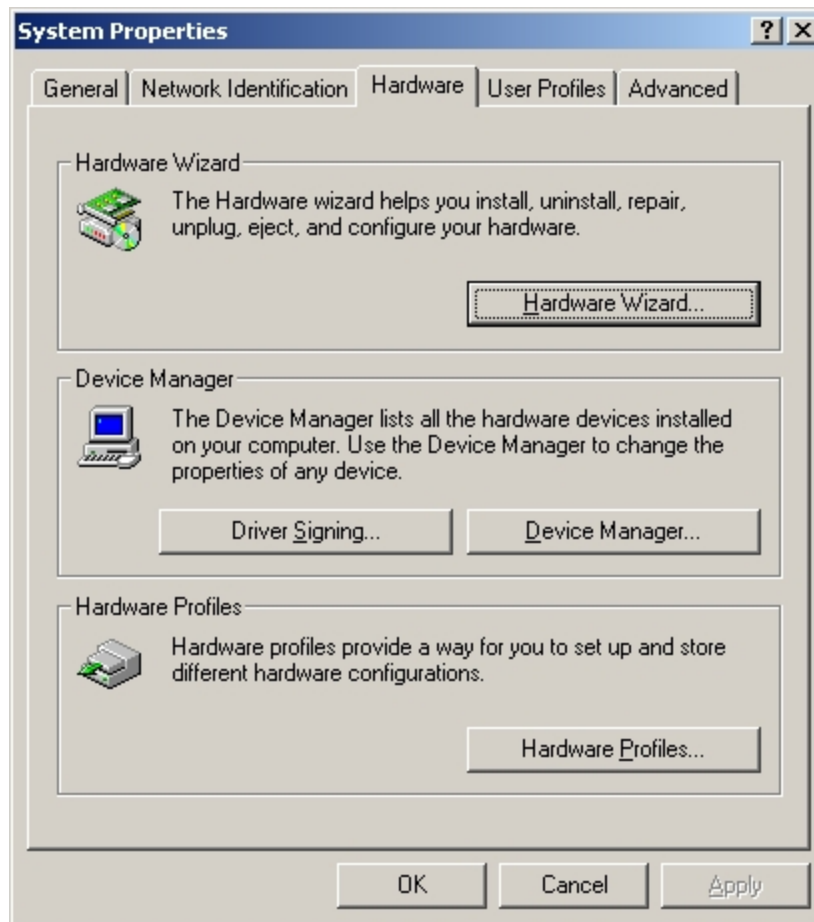 System Properties
General Network Identification Hardware User Profiles Advanced
Hardware Wizard
The Hardware wizard helps you install, uninstall, repair,
unplug, eject, and configure your hardware.
Hardware Wizard...
Device Manager
The Device Manager lists all the hardware devices installed
on your computer. Use the Device Manager to change the
properties of any device.
Driver Signing... Device Manager...
Hardware Profiles
Hardware profiles provide a way for you to set up and store
different hardware configurations.
Hardware Profiles...
OK Cancel Apply